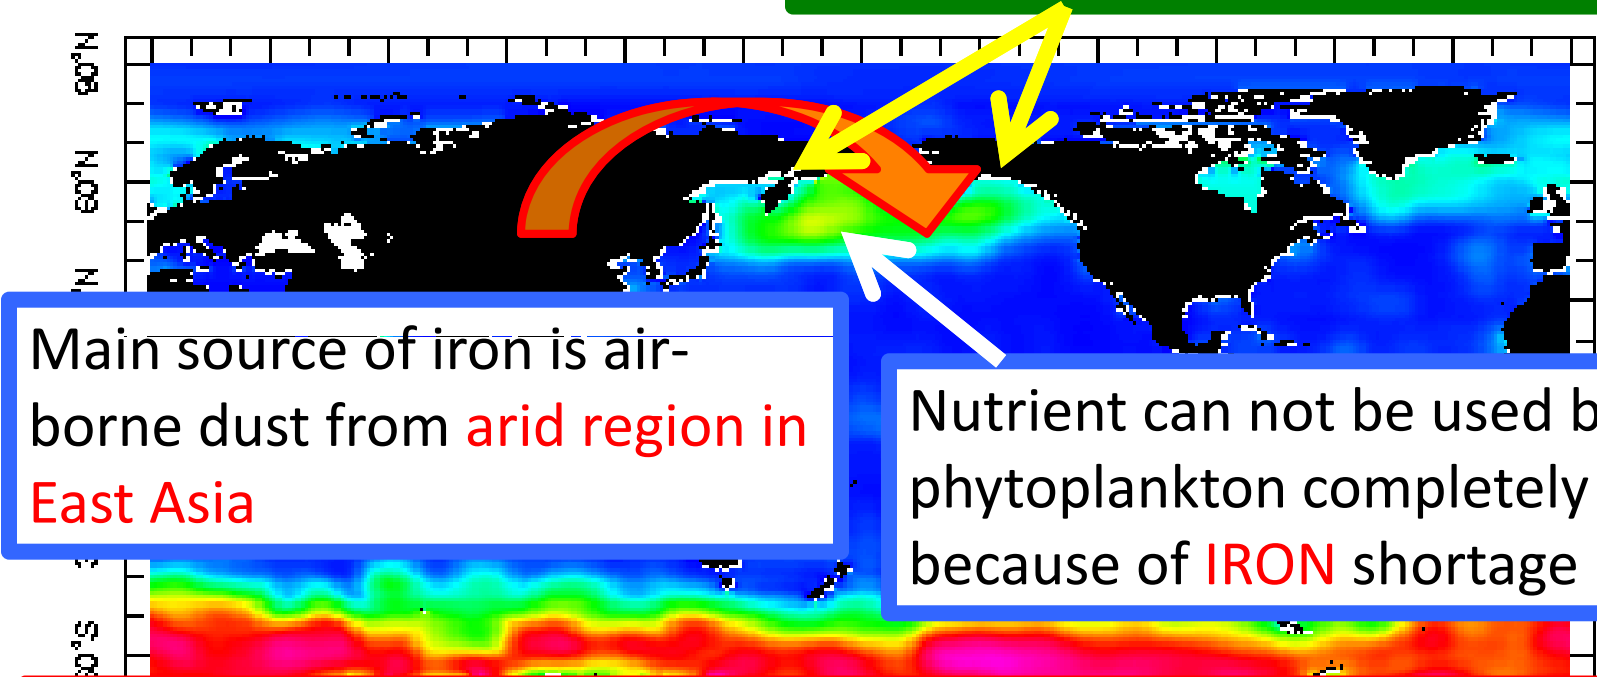 Main source of iron is air-
borne dust from arid region in
East Asia
Nutrient can not be used b
phytoplankton completely
because of IRON shortage
60°N